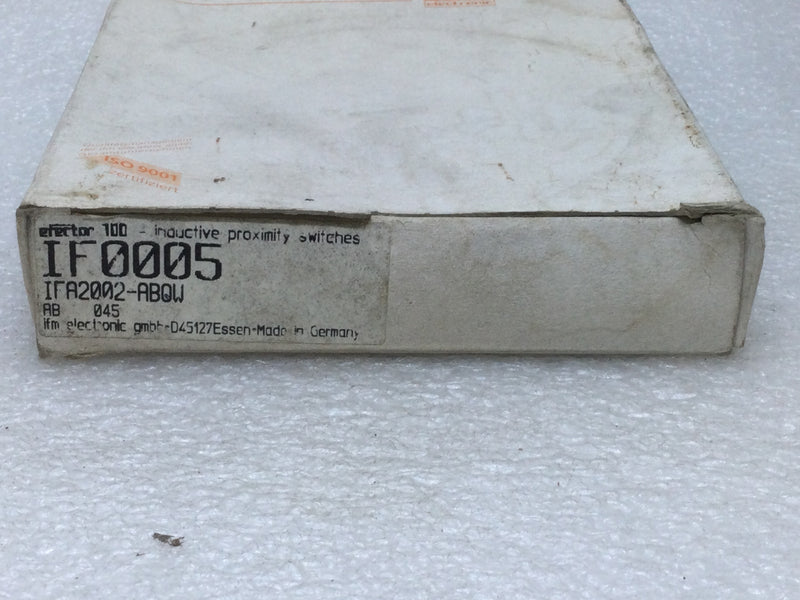 ISO 9001
zertifiziert
efector 100 - inductive proximity switches
IF0005
IFA2002-ABOW
AB 045
ifm electronic gmbh-D45127Essen-Made in Germany